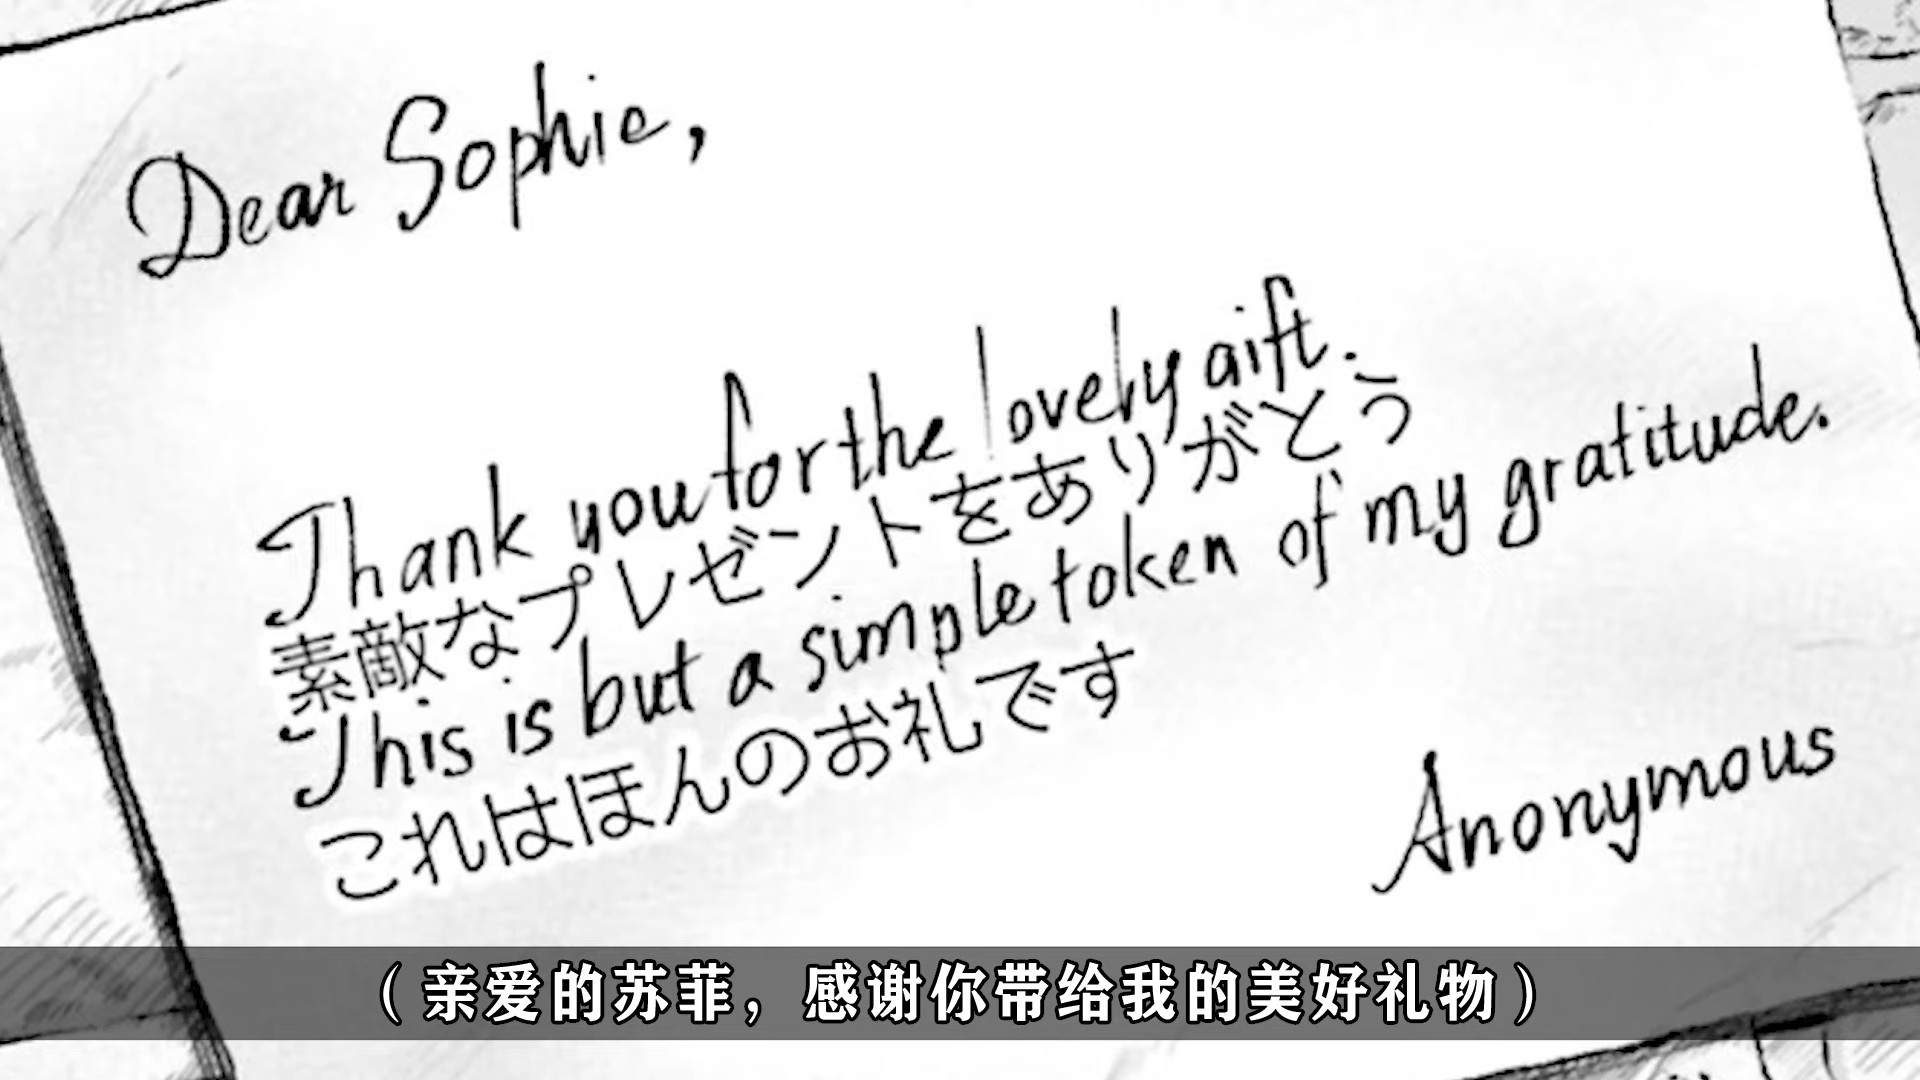 Dear Sophie,
Thank you for the lovely gift.
素敵なプレゼントをありがとう
This is but a simple token of my gratitude.
これはほんのお礼です
Anonymous
（亲爱的苏菲，感谢你带给我的美好礼物）